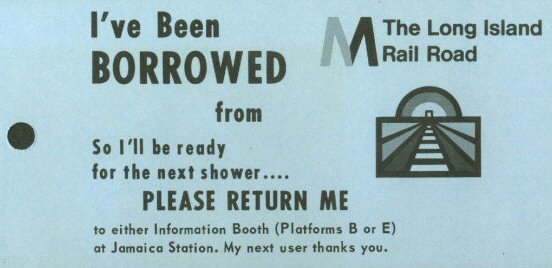 I've Been
BORROWED
from
M The Long Island
Rail Road
So I'll be ready
for the next shower....
PLEASE RETURN ME
to either Information Booth (Platforms B or E)
at Jamaica Station. My next user thanks you.